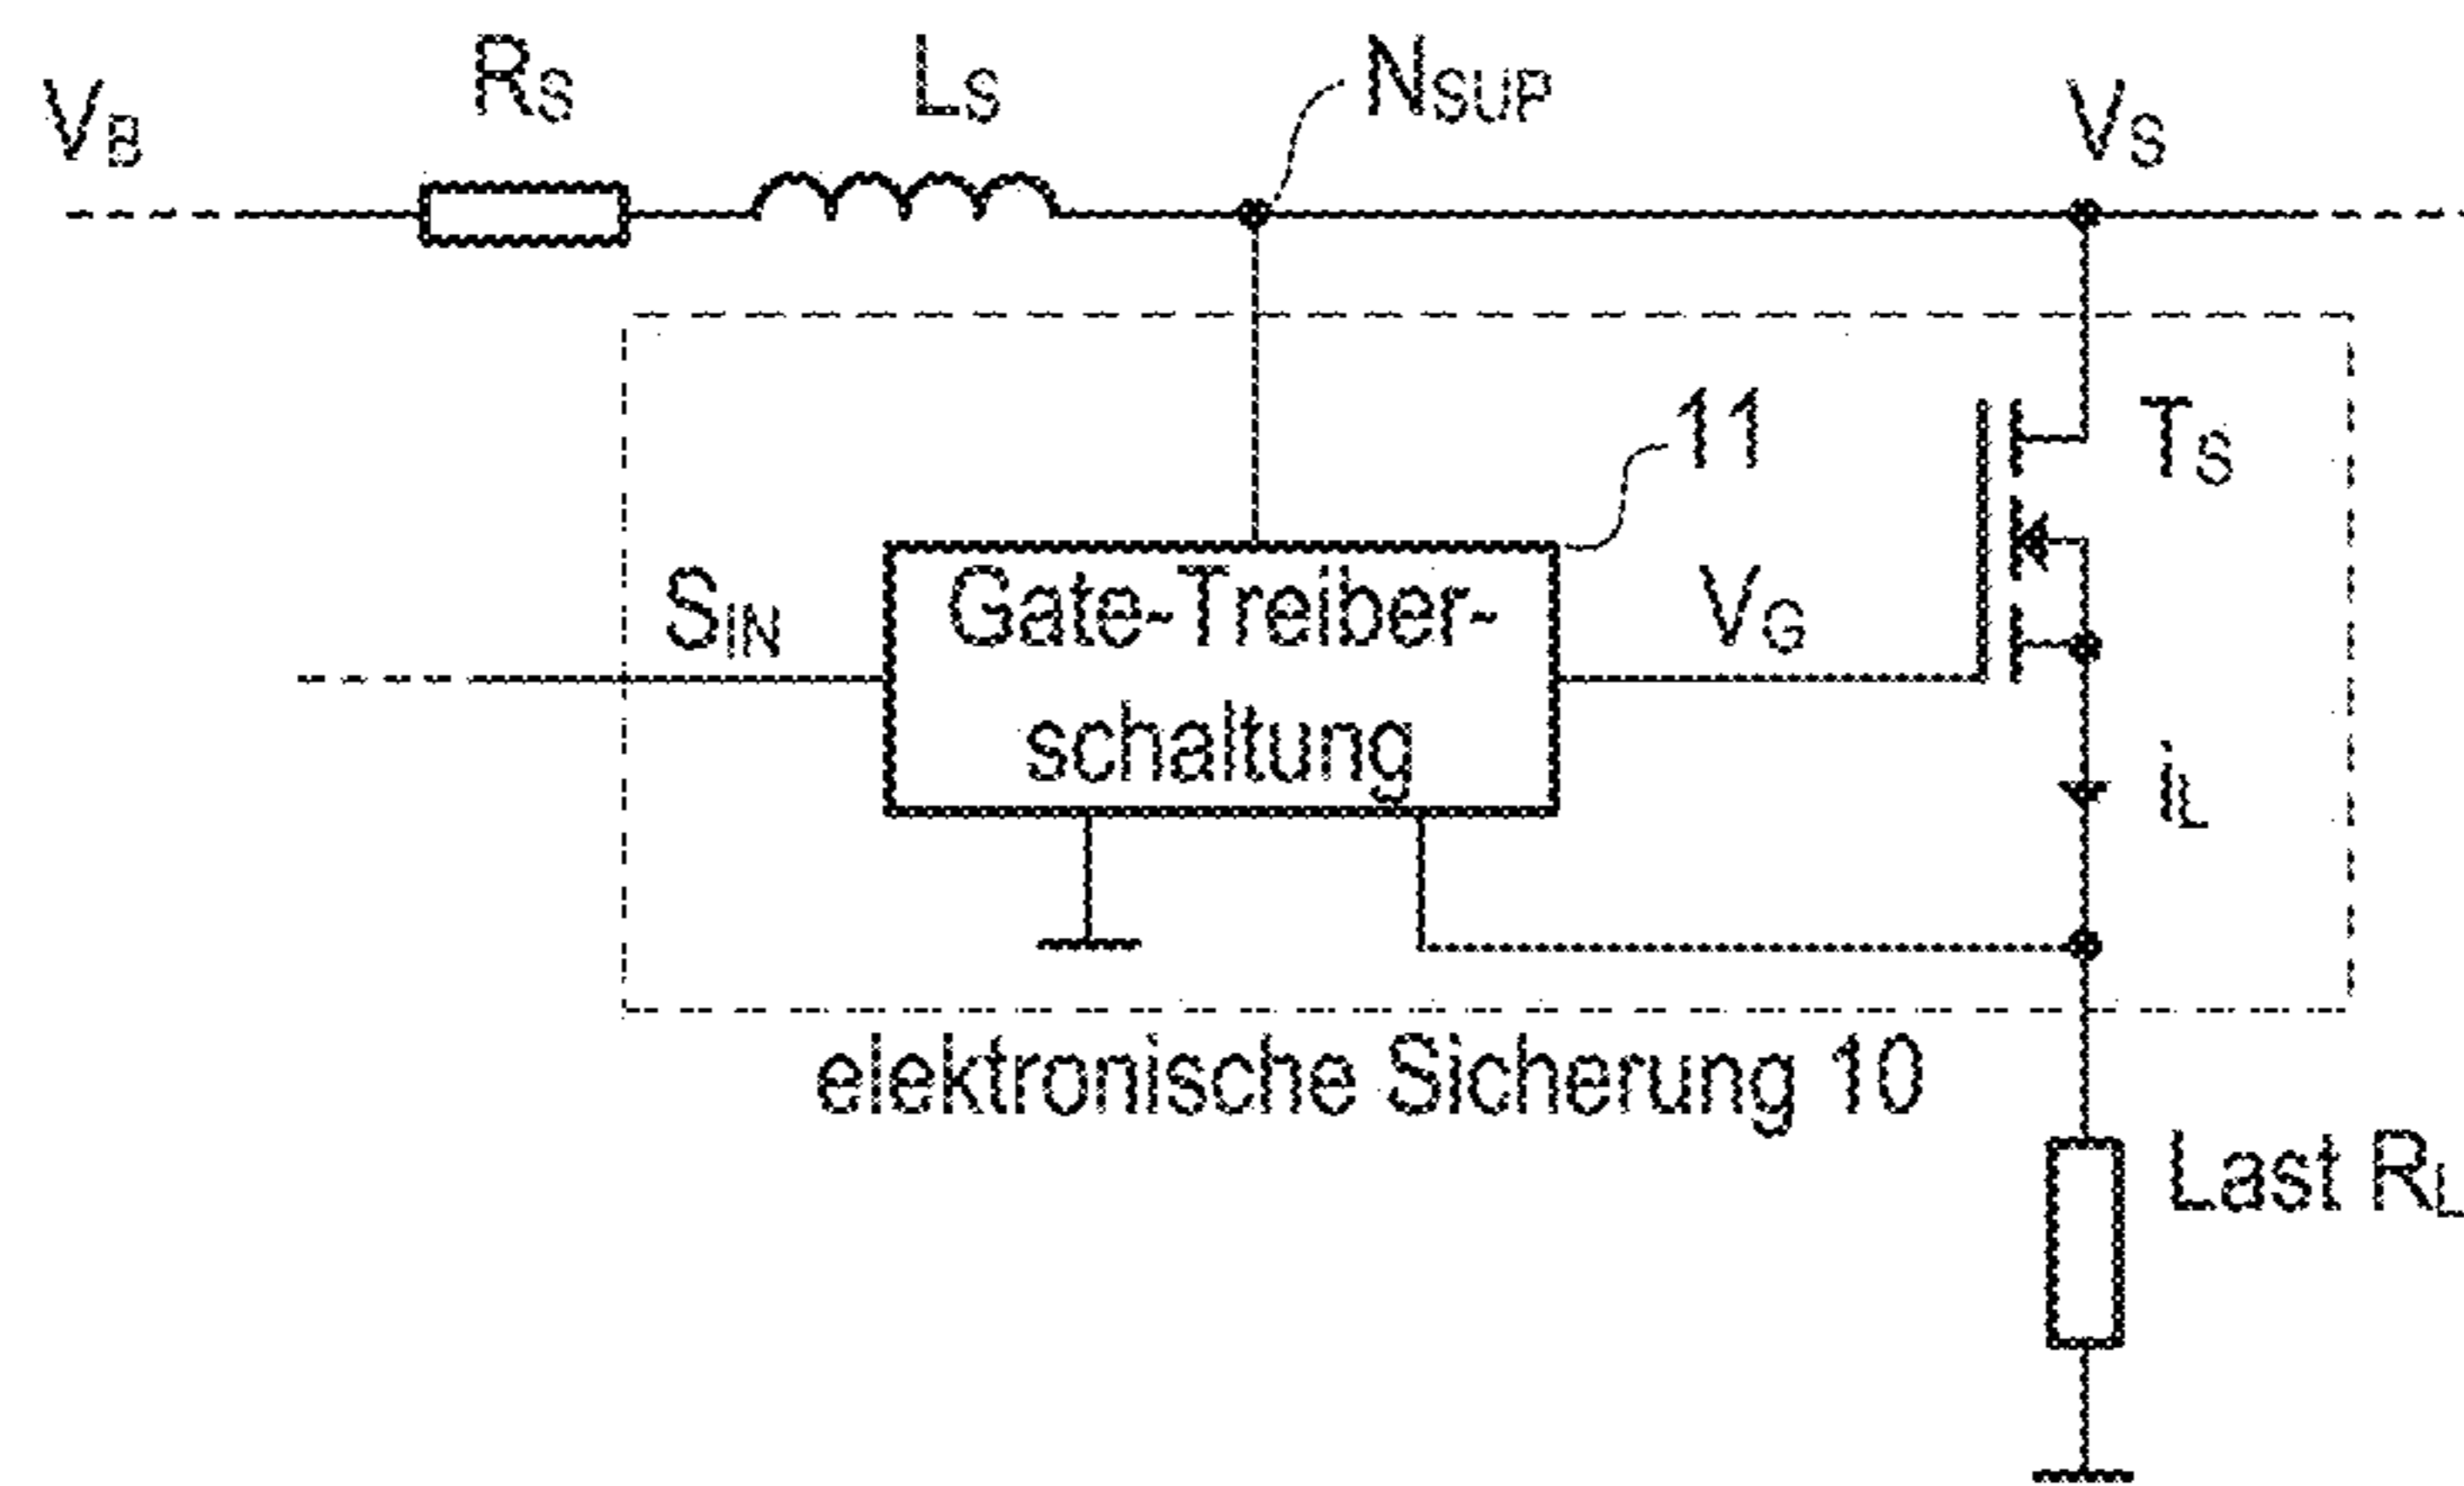 VB
RS
LS
NSUP
VS
11
TS
SIN
Gate-Treiber-
schaltung
VG
iL
elektronische Sicherung 10
Last RL